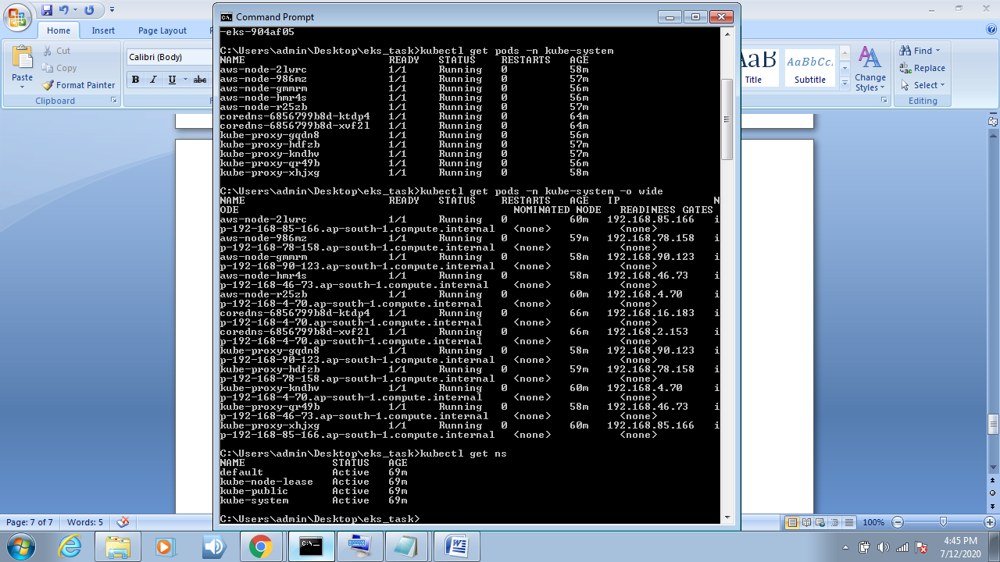 Command Prompt
Home
Insert
Page Layout
Cut
Copy
Format Painter
Paste
Clipboard
Calibri (Body)
B I U abc
AaB
AaBbCc.
Title
Subtitle
Change
Styles
Find
Replace
Select
Editing
-eks-904af05
C:\Users\admin\Desktop\eks_task>kubectl get pods -n kube-system
NAME READY STATUS RESTARTS AGE
aws-node-2lwrc 1/1 Running 0 58m
aws-node-986mz 1/1 Running 0 57m
aws-node-gmmrm 1/1 Running 0 56m
aws-node-hmr4s 1/1 Running 0 56m
aws-node-r25zb 1/1 Running 0 57m
coredns-6856799b8d-ktdp4 1/1 Running 0 64m
coredns-6856799b8d-xvf2l 1/1 Running 0 64m
kube-proxy-gqdn8 1/1 Running 0 56m
kube-proxy-hdfzb 1/1 Running 0 57m
kube-proxy-kndhv 1/1 Running 0 57m
kube-proxy-qr49b 1/1 Running 0 56m
kube-proxy-xhjxg 1/1 Running 0 58m
C:\Users\admin\Desktop\eks_task>kubectl get pods -n kube-system -o wide
NAME READY STATUS RESTARTS AGE IP N
ODE NOMINATED NODE READINESS GATES
aws-node-2lwrc 1/1 Running 0 60m 192.168.85.166 i
p-192-168-85-166.ap-south-1.compute.internal <none> <none>
aws-node-986mz 1/1 Running 0 59m 192.168.78.158 i
p-192-168-78-158.ap-south-1.compute.internal <none> <none>
aws-node-gmmrm 1/1 Running 0 58m 192.168.90.123 i
p-192-168-90-123.ap-south-1.compute.internal <none> <none>
aws-node-hmr4s 1/1 Running 0 58m 192.168.46.73 i
p-192-168-46-73.ap-south-1.compute.internal <none> <none>
aws-node-r25zb 1/1 Running 0 60m 192.168.4.70 i
p-192-168-4-70.ap-south-1.compute.internal <none> <none>
coredns-6856799b8d-ktdp4 1/1 Running 0 66m 192.168.16.183 i
p-192-168-4-70.ap-south-1.compute.internal <none> <none>
coredns-6856799b8d-xvf2l 1/1 Running 0 66m 192.168.2.153 i
p-192-168-4-70.ap-south-1.compute.internal <none> <none>
kube-proxy-gqdn8 1/1 Running 0 58m 192.168.90.123 i
p-192-168-90-123.ap-south-1.compute.internal <none> <none>
kube-proxy-hdfzb 1/1 Running 0 59m 192.168.78.158 i
p-192-168-78-158.ap-south-1.compute.internal <none> <none>
kube-proxy-kndhv 1/1 Running 0 60m 192.168.4.70 i
p-192-168-4-70.ap-south-1.compute.internal <none> <none>
kube-proxy-qr49b 1/1 Running 0 58m 192.168.46.73 i
p-192-168-46-73.ap-south-1.compute.internal <none> <none>
kube-proxy-xhjxg 1/1 Running 0 60m 192.168.85.166 i
p-192-168-85-166.ap-south-1.compute.internal <none> <none>
C:\Users\admin\Desktop\eks_task>kubectl get ns
NAME STATUS AGE
default Active 69m
kube-node-lease Active 69m
kube-public Active 69m
kube-system Active 69m
C:\Users\admin\Desktop\eks_task>
Page: 7 of 7
Words: 5
100%
4:45 PM
7/12/2020